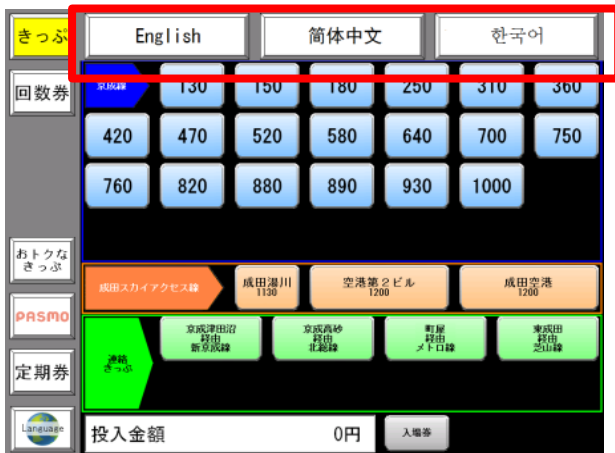 きっぷ
English
简体中文
한국어
回数券
京成線
130
150
180
250
310
360
420
470
520
580
640
700
750
760
820
880
890
930
1000
おトクな
きっぷ
成田スカイアクセス線
成田湯川
1130
空港第2ビル
1200
成田空港
1200
PASMO
連絡
きっぷ
京成津田沼
経由
新京成線
京成高砂
経由
北総線
町屋
経由
メトロ線
東成田
経由
芝山線
定期券
Language
投入金額
0円
入場券